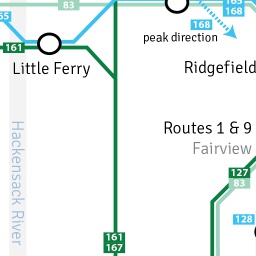 83
165
168
165
168
peak direction
161
Little Ferry
Ridgefield
Hackensack River
Routes 1 & 9
Fairview
127
83
128
161
167